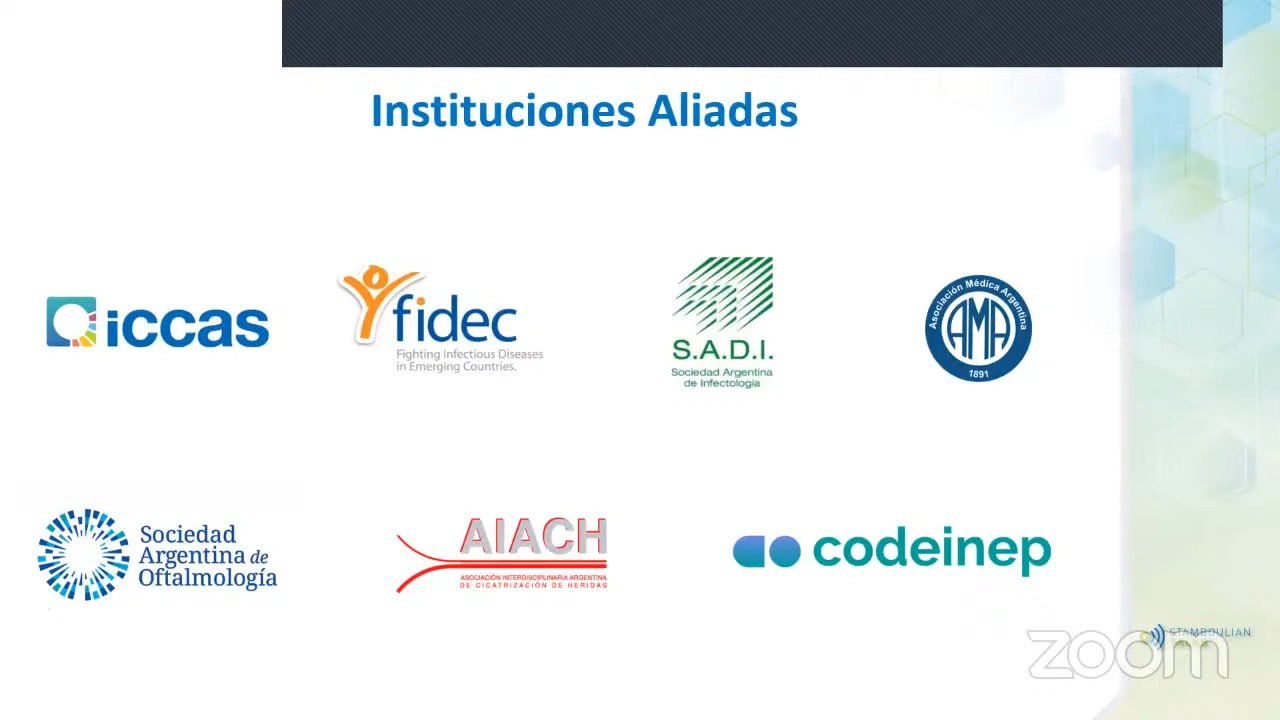 Instituciones Aliadas
iccas
fidec
Fighting Infectious Diseases
in Emerging Countries.
S.A.D.I.
Sociedad Argentina
de Infectología
Asociación Médica Argentina
AMA
1891
Sociedad
Argentina de
Oftalmología
AIACH
ASOCIACIÓN INTERDISCIPLINARIA ARGENTINA
DE CICATRIZACIÓN DE HERIDAS
codeinep
STAMBOULIAN
zoom